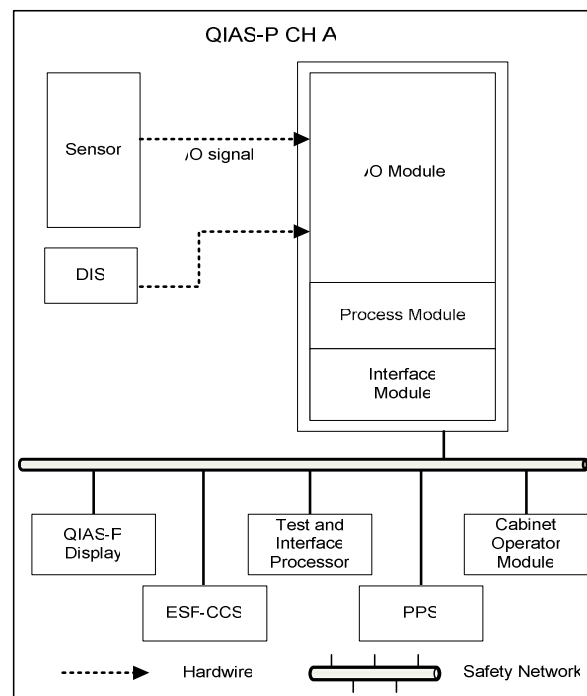 QIAS-P CH A
Sensor
I/O signal
I/O Module
DIS
Process Module
Interface
Module
QIAS-P
Display
Test and
Interface
Processor
Cabinet
Operator
Module
ESF-CCS
PPS
Hardwire
Safety Network